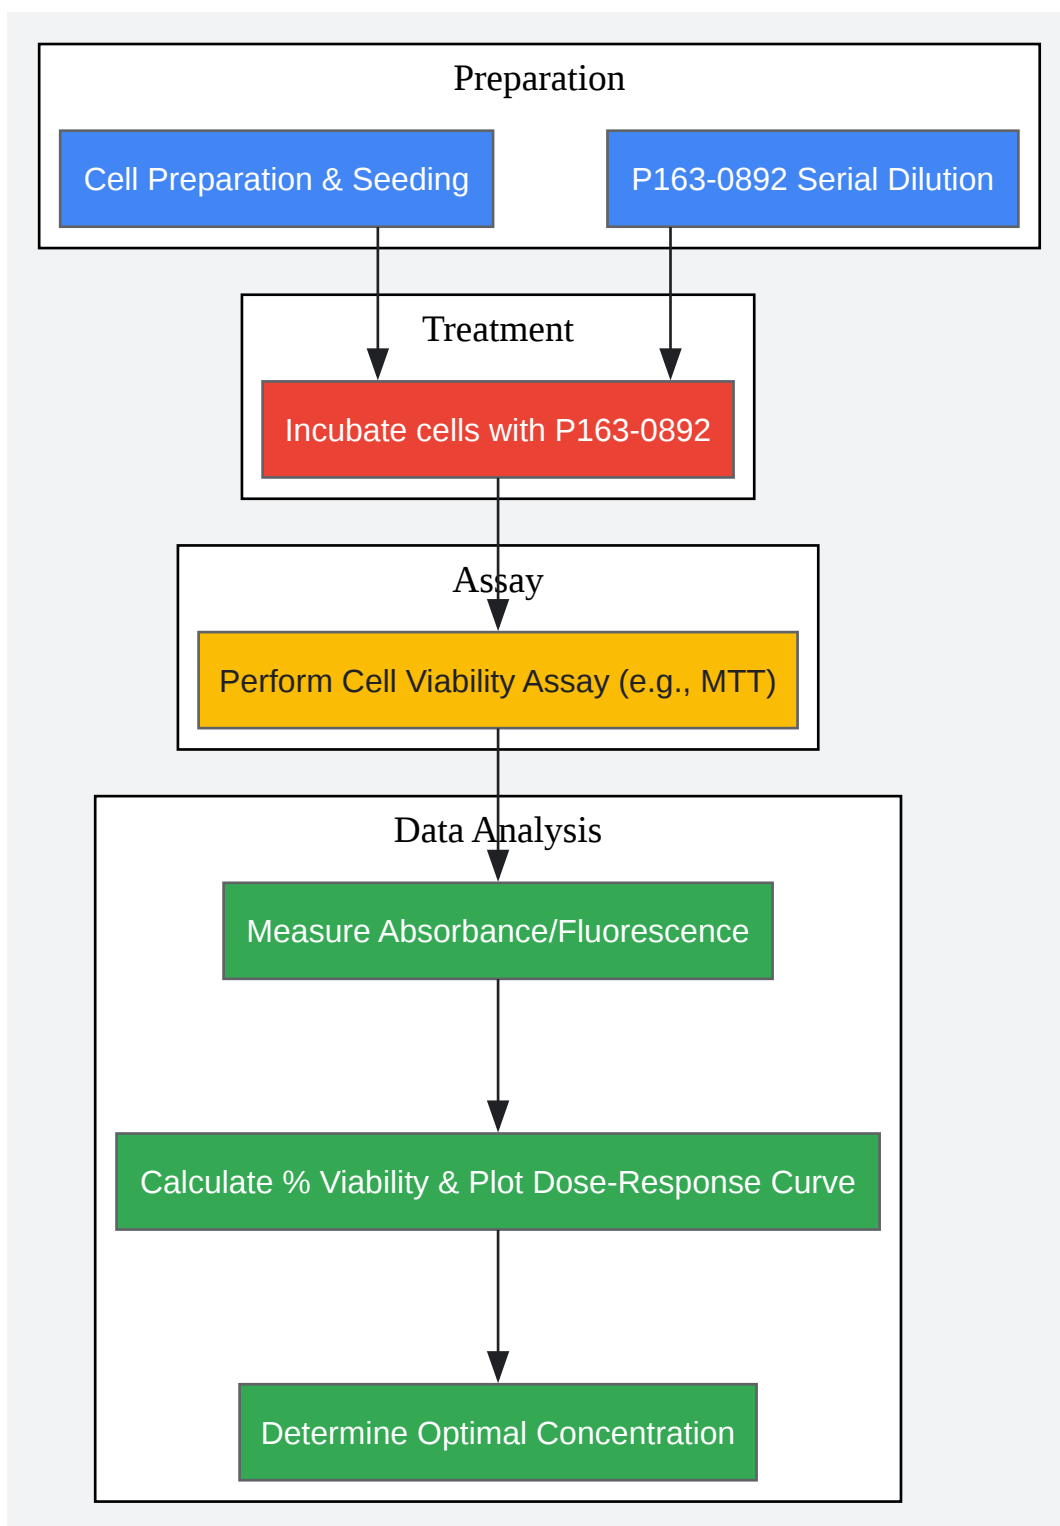 Preparation
Cell Preparation & Seeding
P163-0892 Serial Dilution
Treatment
Incubate cells with P163-0892
Assay
Perform Cell Viability Assay (e.g., MTT)
Data Analysis
Measure Absorbance/Fluorescence
Calculate % Viability & Plot Dose-Response Curve
Determine Optimal Concentration